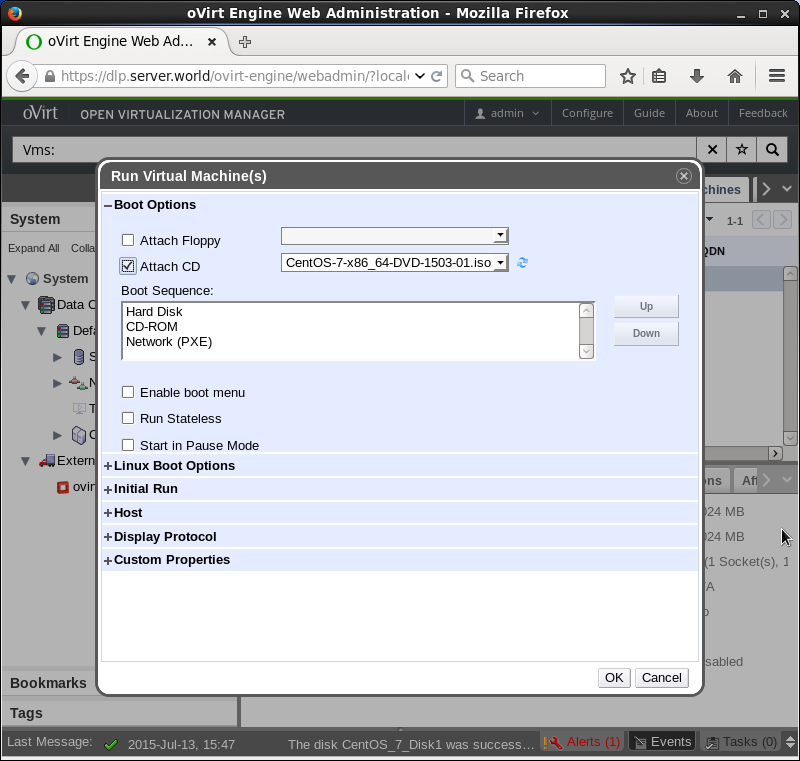 oVirt Engine Web Administration - Mozilla Firefox
oVirt Engine Web Ad...
https://dlp.server.world/ovirt-engine/webadmin/?local
Search
oVirt OPEN VIRTUALIZATION MANAGER
admin Configure Guide About Feedback
Vms:
Run Virtual Machine(s)
Boot Options
Attach Floppy
Attach CD CentOS-7-x86_64-DVD-1503-01.iso
Boot Sequence:
Hard Disk
CD-ROM
Network (PXE)
Up
Down
Enable boot menu
Run Stateless
Start in Pause Mode
Linux Boot Options
Initial Run
Host
Display Protocol
Custom Properties
OK Cancel
System
Expand All Colla
System
Data C
Defa
S
N
T
C
Extern
ovir
Bookmarks
Tags
chines
1-1
QDN
ons Aff
024 MB
024 MB
(1 Socket(s), 1
/A
sabled
Last Message: 2015-Jul-13, 15:47 The disk CentOS_7_Disk1 was success... Alerts (1) Events Tasks (0)